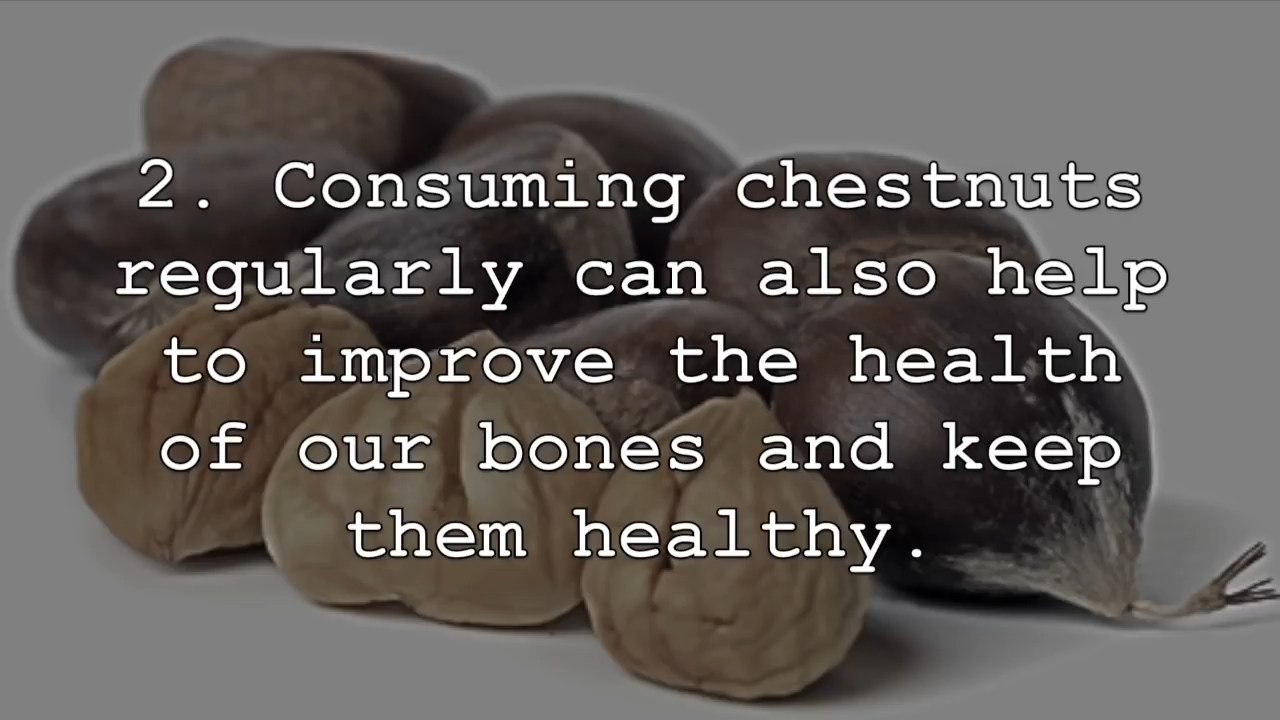 2. Consuming chestnuts
regularly can also help
to improve the health
of our bones and keep
them healthy.